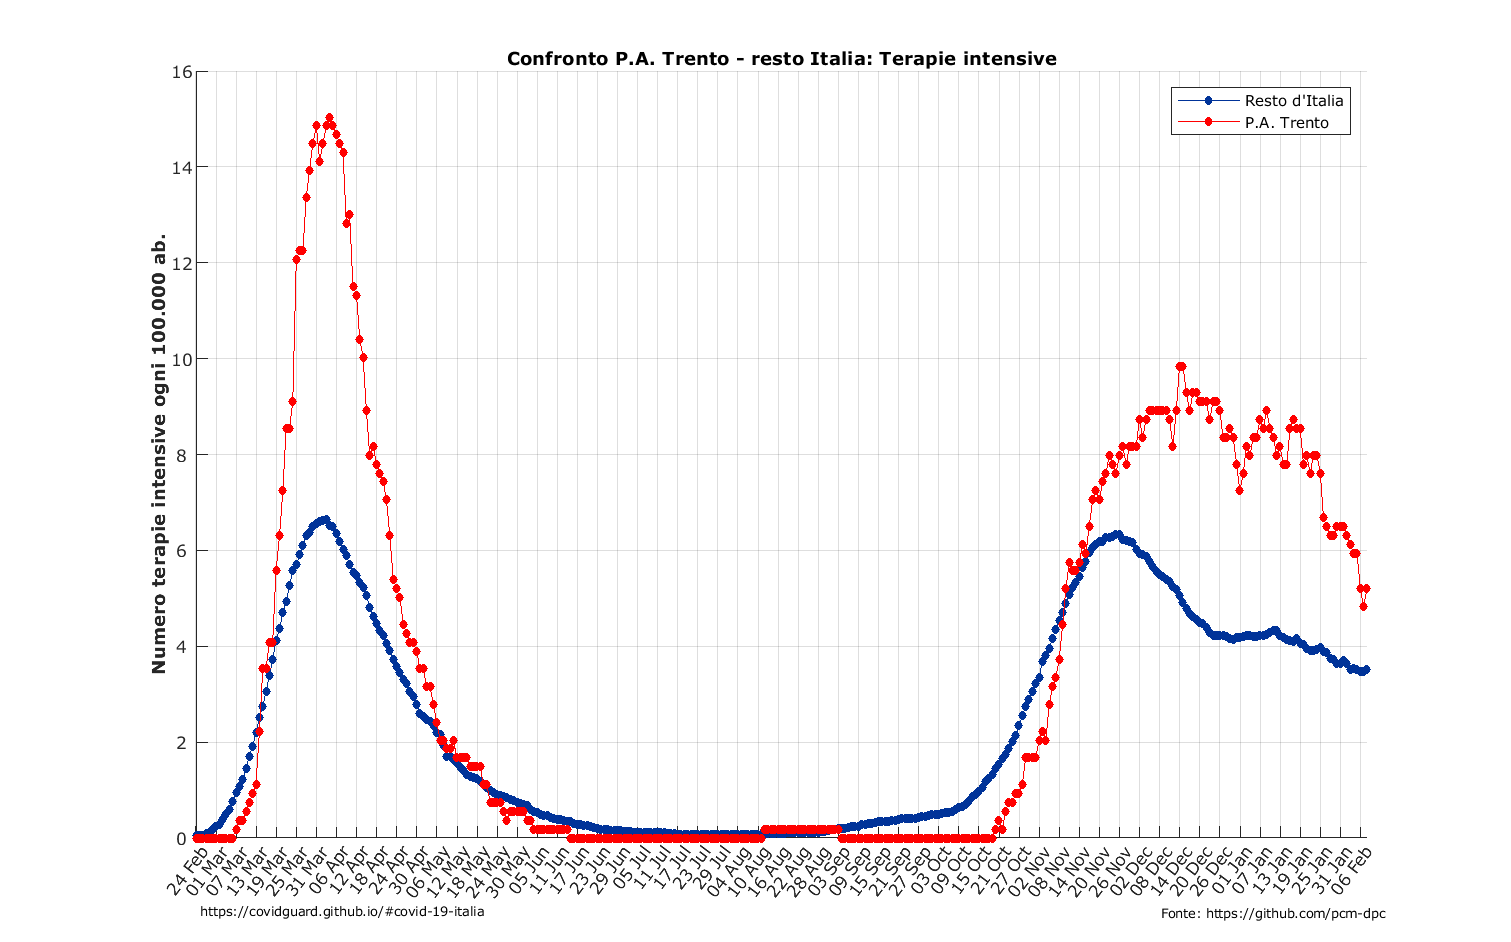 Confronto P.A. Trento - resto Italia: Terapie intensive
Resto d'Italia
P.A. Trento
Numero terapie intensive ogni 100.000 ab.
16
14
12
10
8
6
4
2
0
24 Feb
01 Mar
07 Mar
13 Mar
19 Mar
25 Mar
31 Mar
06 Apr
12 Apr
18 Apr
24 Apr
30 Apr
06 May
12 May
18 May
24 May
30 May
05 Jun
11 Jun
17 Jun
23 Jun
29 Jun
05 Jul
11 Jul
17 Jul
23 Jul
29 Jul
04 Aug
10 Aug
16 Aug
22 Aug
28 Aug
03 Sep
09 Sep
15 Sep
21 Sep
27 Sep
03 Oct
09 Oct
15 Oct
21 Oct
27 Oct
02 Nov
08 Nov
14 Nov
20 Nov
26 Nov
02 Dec
08 Dec
14 Dec
20 Dec
26 Dec
01 Jan
07 Jan
13 Jan
19 Jan
25 Jan
31 Jan
06 Feb
https://covidguard.github.io/#covid-19-italia
Fonte: https://github.com/pcm-dpc